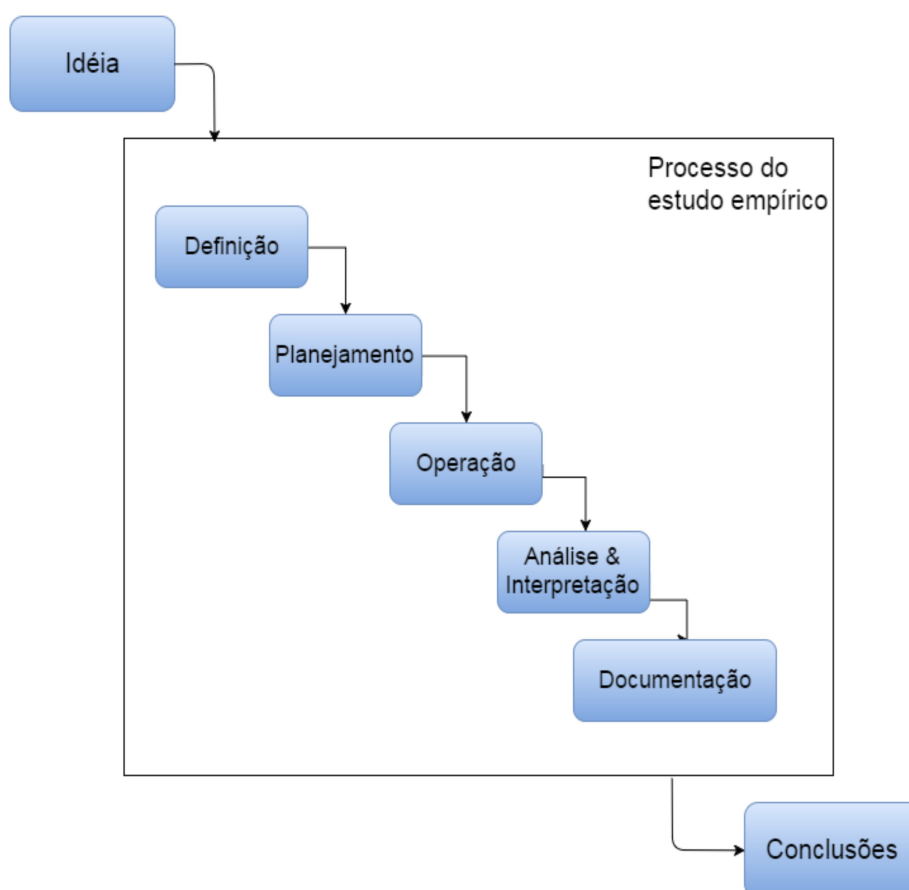 Idéia
Processo do
estudo empírico
Definição
Planejamento
Operação
Análise &
Interpretação
Documentação
Conclusões